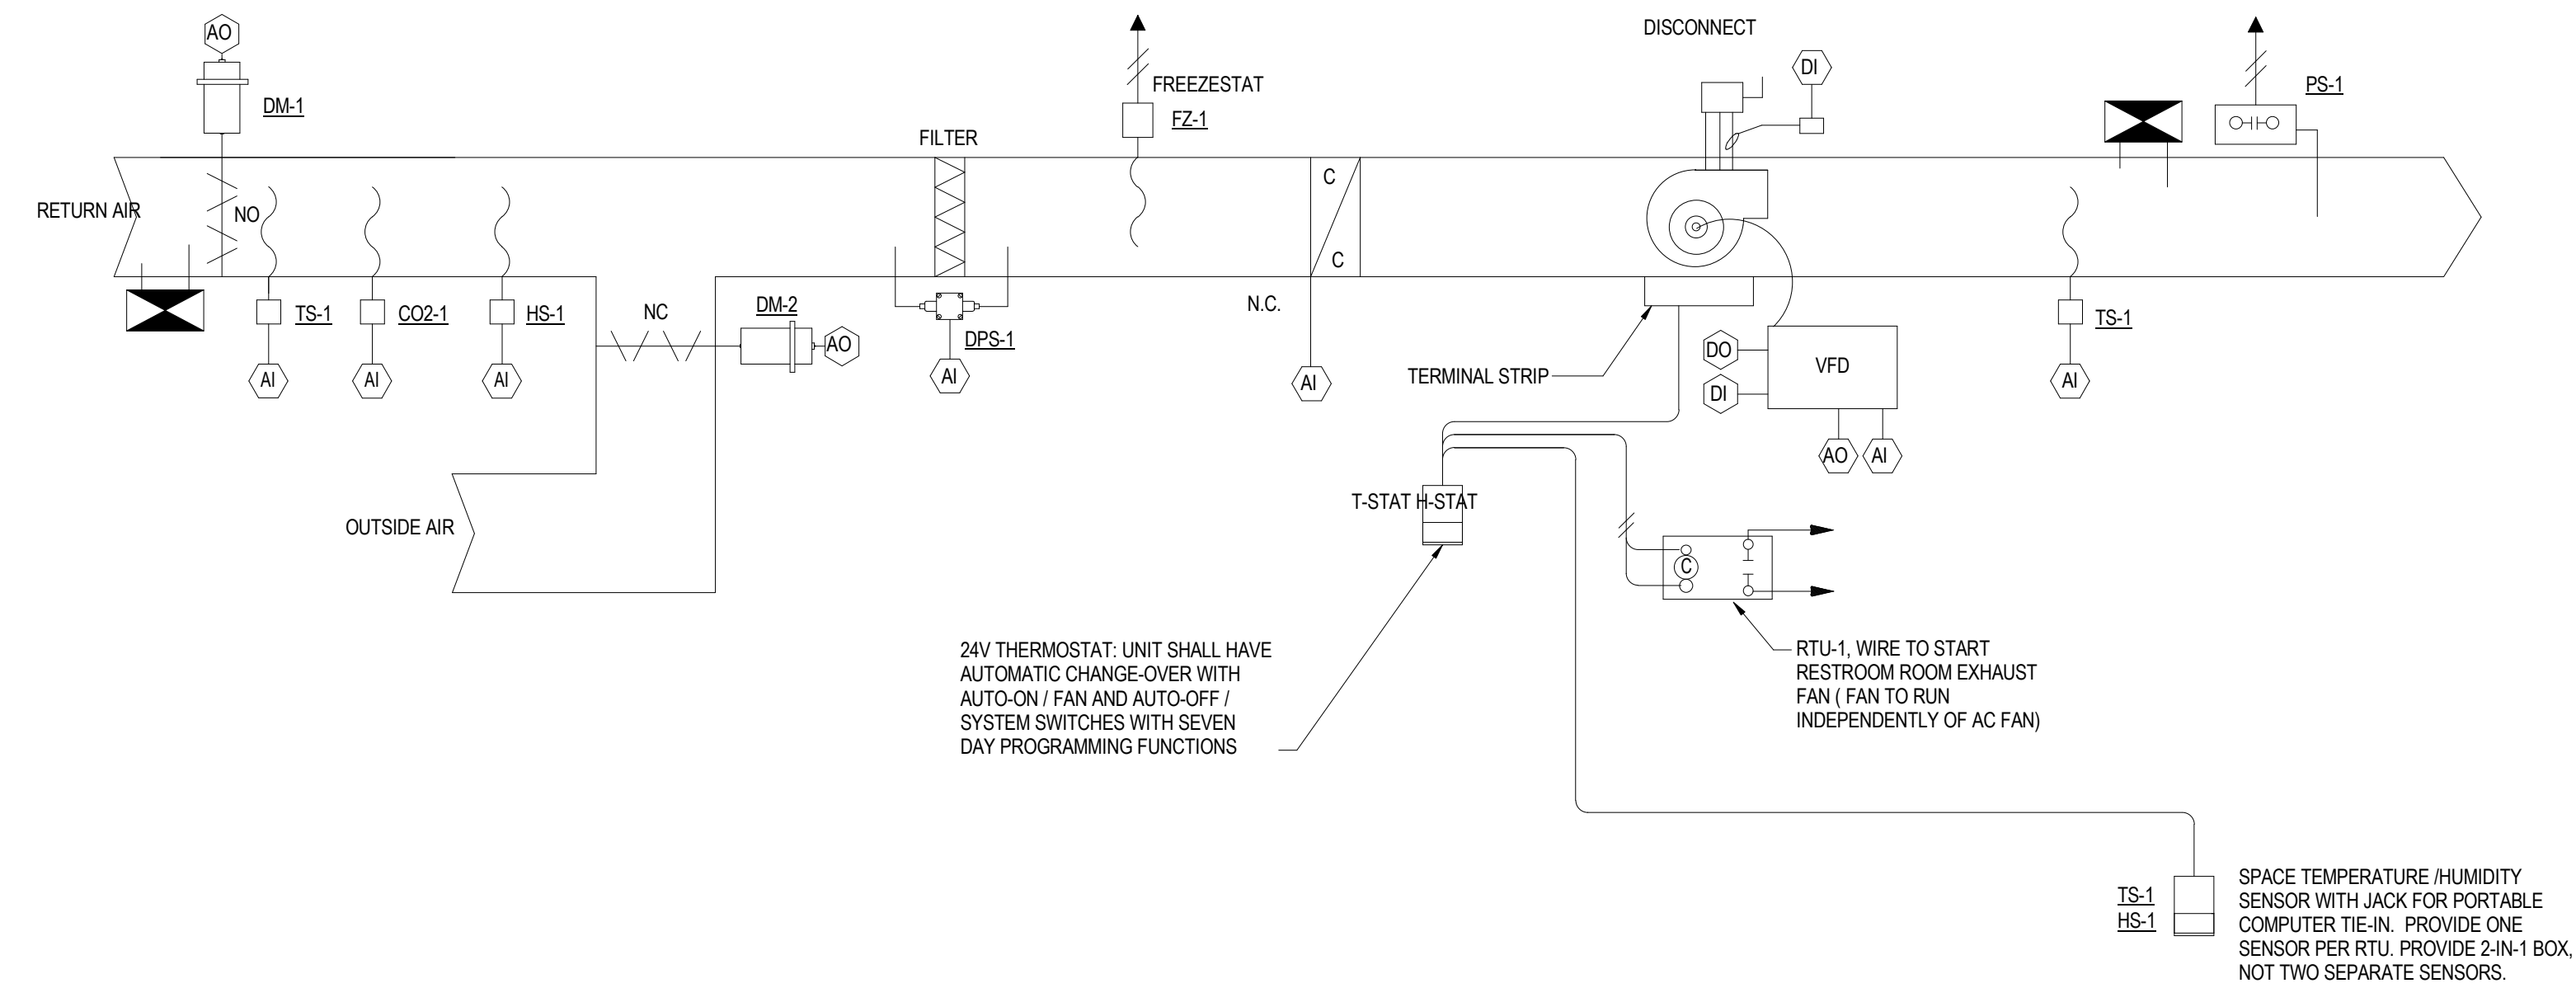 AO
DM-1
RETURN AIR
NO
TS-1
CO2-1
HS-1
AI
AI
AI
NC
DM-2
AO
OUTSIDE AIR
FILTER
DPS-1
AI
FREEZESTAT
FZ-1
C
C
N.C.
AI
DISCONNECT
DI
TERMINAL STRIP
DO
DI
VFD
AO
AI
PS-1
TS-1
AI
T-STAT H-STAT
C
24V THERMOSTAT: UNIT SHALL HAVE
AUTOMATIC CHANGE-OVER WITH
AUTO-ON / FAN AND AUTO-OFF /
SYSTEM SWITCHES WITH SEVEN
DAY PROGRAMMING FUNCTIONS
RTU-1, WIRE TO START
RESTROOM ROOM EXHAUST
FAN ( FAN TO RUN
INDEPENDENTLY OF AC FAN)
TS-1
HS-1
SPACE TEMPERATURE /HUMIDITY
SENSOR WITH JACK FOR PORTABLE
COMPUTER TIE-IN.  PROVIDE ONE
SENSOR PER RTU. PROVIDE 2-IN-1 BOX,
NOT TWO SEPARATE SENSORS.